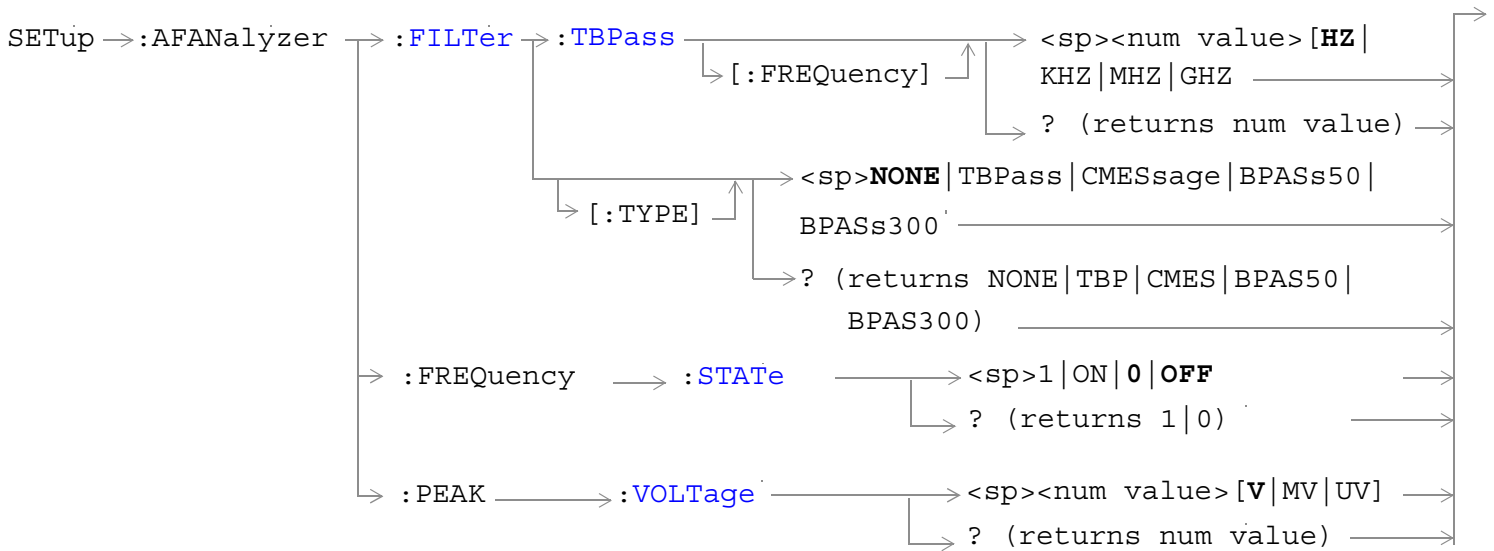 SETup :AFANalyzer :FILTer :TBPass <sp><num value>[HZ|
[:FREQuency] KHZ|MHZ|GHZ
? (returns num value)
<sp>NONE|TBPass|CMESsage|BPASs50|
[:TYPE] BPASs300
? (returns NONE|TBP|CMES|BPAS50|
BPAS300)
:FREQuency :STATe <sp>1|ON|0|OFF
? (returns 1|0)
:PEAK :VOLTage <sp><num value>[V|MV|UV]
? (returns num value)